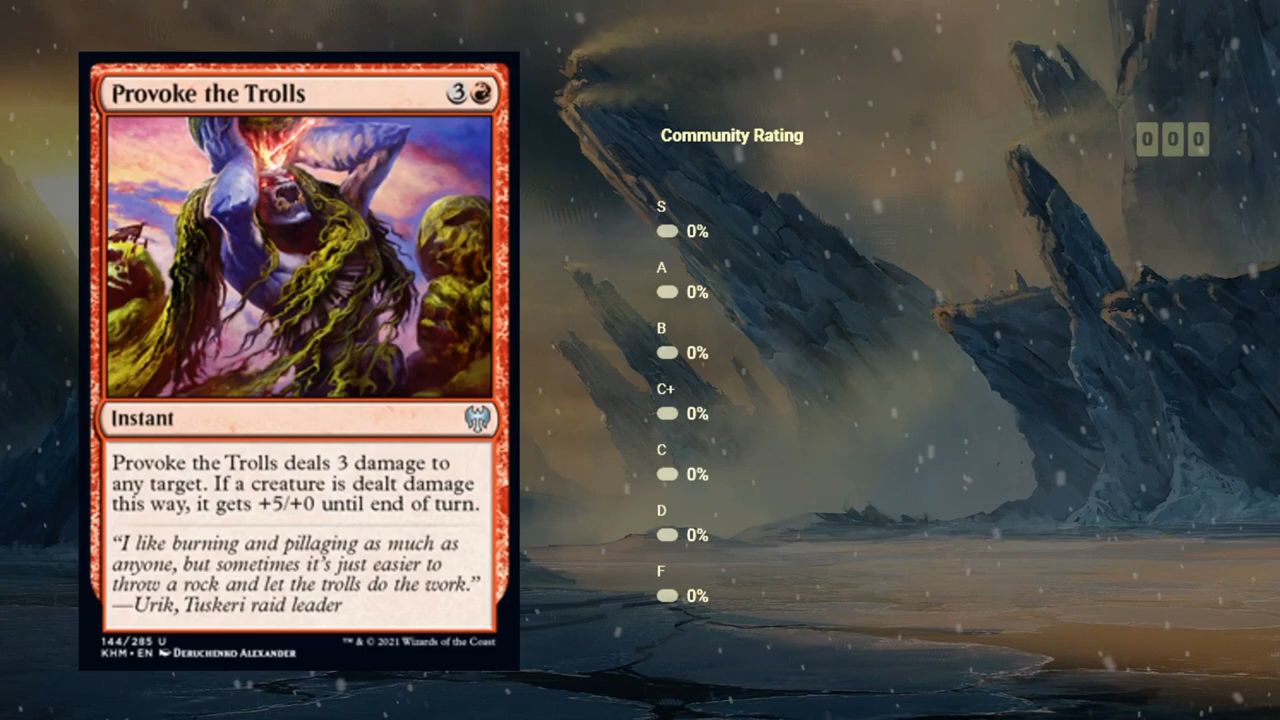 Provoke the Trolls 3
Instant
Provoke the Trolls deals 3 damage to
any target. If a creature is dealt damage
this way, it gets +5/+0 until end of turn.
“I like burning and pillaging as much as
anyone, but sometimes it’s just easier to
throw a rock and let the trolls do the work.”
—Urik, Tuskeri raid leader
144/285 U
KHM • EN DERUCHENKO ALEXANDER
™ & © 2021 Wizards of the Coast
Community Rating
000
S
0%
A
0%
B
0%
C+
0%
C
0%
D
0%
F
0%